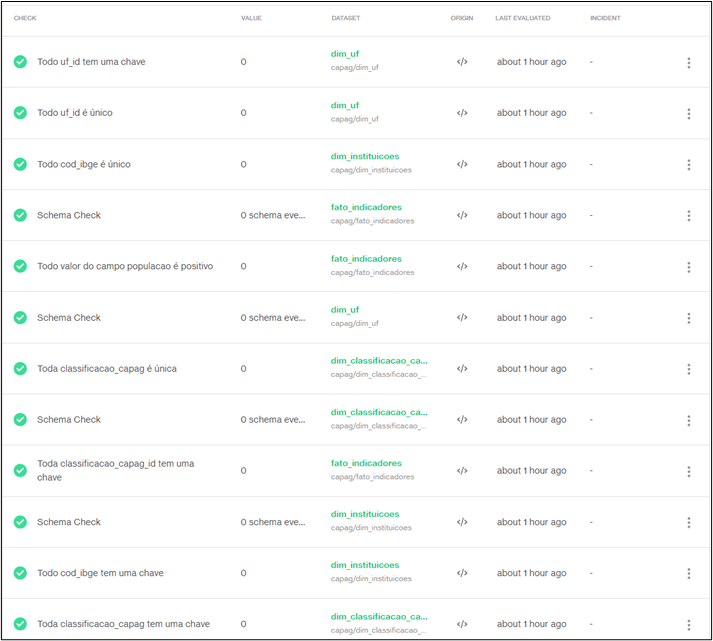 CHECK VALUE DATASET ORIGIN LAST EVALUATED INCIDENT
Todo uf_id tem uma chave 0 dim_uf </> about 1 hour ago -
capag/dim_uf
Todo uf_id é único 0 dim_uf </> about 1 hour ago -
capag/dim_uf
Todo cod_ibge é único 0 dim_instituicoes </> about 1 hour ago -
capag/dim_instituicoes
Schema Check 0 schema eve... fato_indicadores </> about 1 hour ago -
capag/fato_indicadores
Todo valor do campo populacao é positivo 0 fato_indicadores </> about 1 hour ago -
capag/fato_indicadores
Schema Check 0 schema eve... dim_uf </> about 1 hour ago -
capag/dim_uf
Toda classificacao_capag é única 0 dim_classificacao_ca... </> about 1 hour ago -
capag/dim_classificacao_...
Schema Check 0 schema eve... dim_classificacao_ca... </> about 1 hour ago -
capag/dim_classificacao_...
Toda classificacao_capag_id tem uma
chave 0 fato_indicadores </> about 1 hour ago -
capag/fato_indicadores
Schema Check 0 schema eve... dim_instituicoes </> about 1 hour ago -
capag/dim_instituicoes
Todo cod_ibge tem uma chave 0 dim_instituicoes </> about 1 hour ago -
capag/dim_instituicoes
Toda classificacao_capag tem uma chave 0 dim_classificacao_ca... </> about 1 hour ago -
capag/dim_classificacao_...